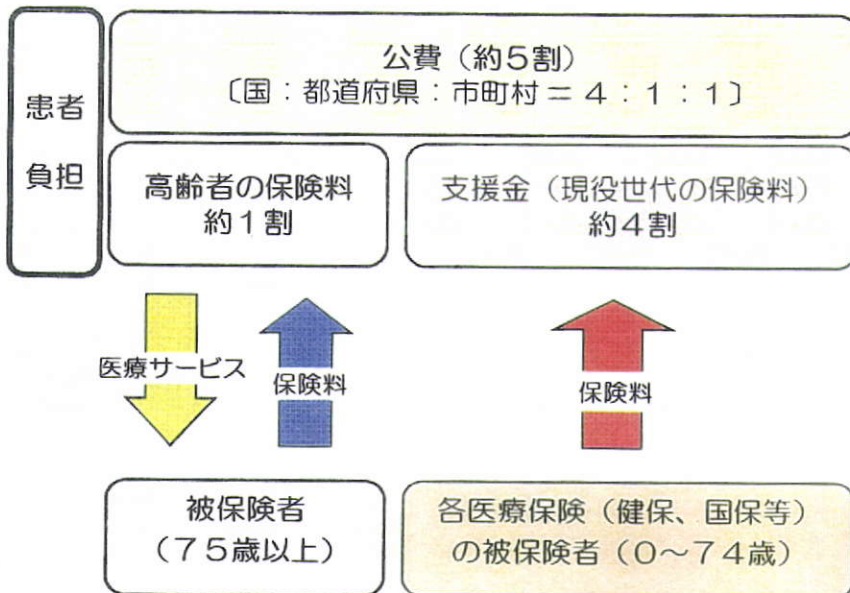 公費（約5割）
〔国：都道府県：市町村＝4：1：1〕
患者
負担
高齢者の保険料
約1割
支援金（現役世代の保険料）
約4割
医療サービス
保険料
保険料
被保険者
（75歳以上）
各医療保険（健保、国保等）
の被保険者（0～74歳）